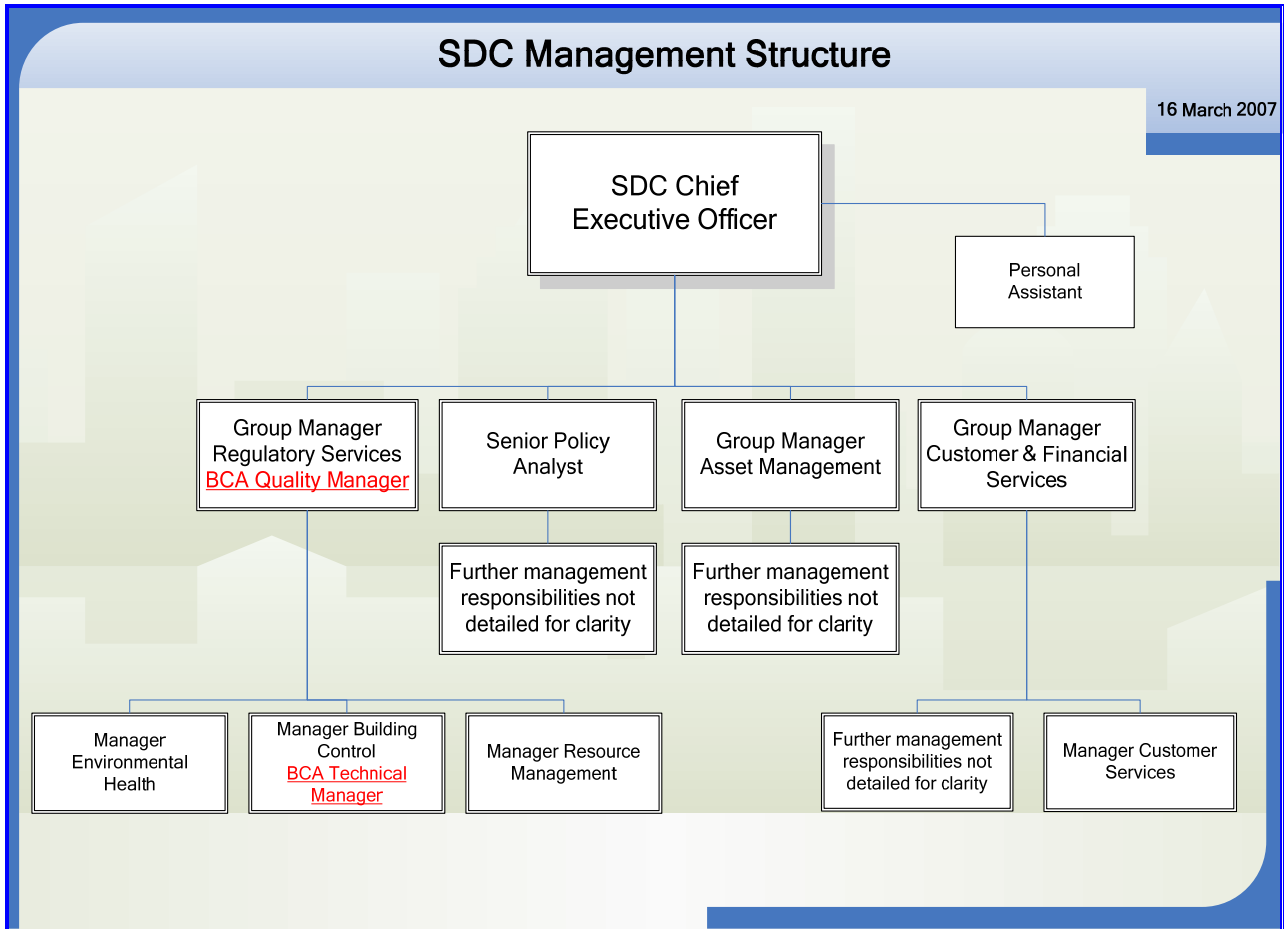 SDC Management Structure
16 March 2007
SDC Chief
Executive Officer
Personal
Assistant
Group Manager
Regulatory Services
BCA Quality Manager
Senior Policy
Analyst
Group Manager
Asset Management
Group Manager
Customer & Financial
Services
Further management
responsibilities not
detailed for clarity
Further management
responsibilities not
detailed for clarity
Manager
Environmental
Health
Manager Building
Control
BCA Technical
Manager
Manager Resource
Management
Further management
responsibilities not
detailed for clarity
Manager Customer
Services